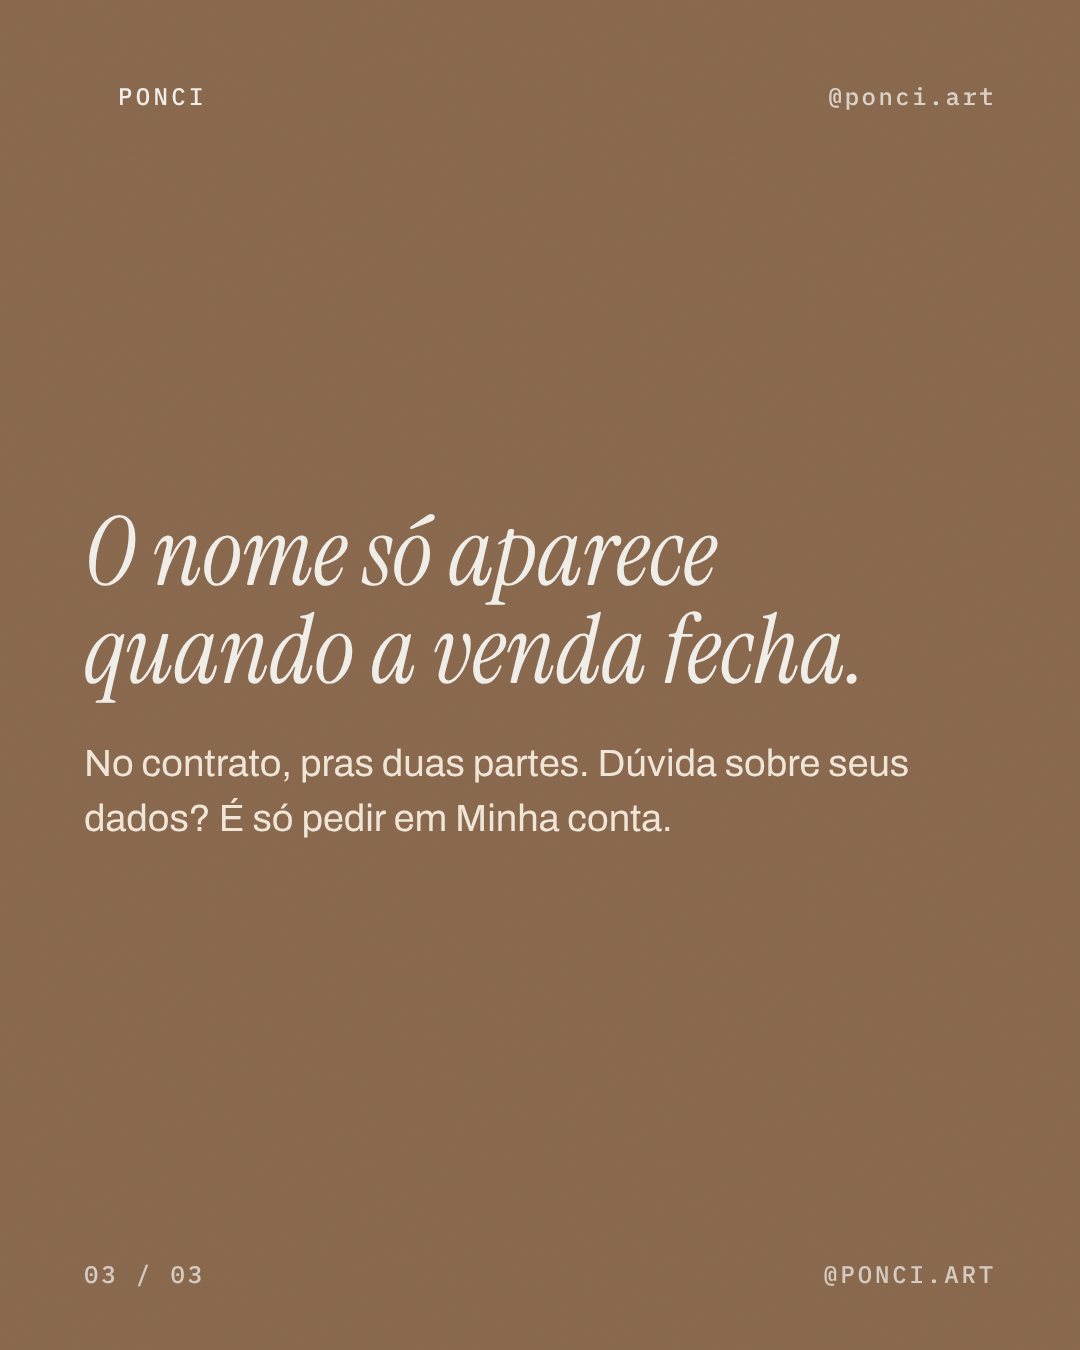 PONCI
@ponci.art
O nome só aparece
quando a venda fecha.
No contrato, pras duas partes. Dúvida sobre seus
dados? É só pedir em Minha conta.
03 / 03
@PONCI.ART